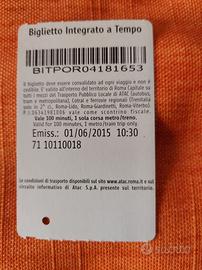 Biglietto Integrato a Tempo
BITPOR04181653
Il biglietto deve essere convalidato ad ogni viaggio e non è
cedibile. E' valido all'interno del territorio di Roma Capitale su
tutti i mezzi del Trasporto Pubblico Locale di ATAC (autobus,
tram e metropolitana), Cotral e ferrovie regionali (Trenitalia
solo in 2° cl. Roma-Lido, Roma-Giardinetti, Roma-Viterbo)
P.I. 06341981006 vale come scontrino fiscale.
Vale 100 minuti, 1 sola corsa metro/treno.
Valid for 100 minutes, 1 metro/train trip only.
Emiss.: 01/06/2015 10:30
71 10110018
Le condizioni di trasporto disponibili sul sito www.atac.roma.it e sul
circuito informativo di Atac S.p.A. presente sul territorio.
subito